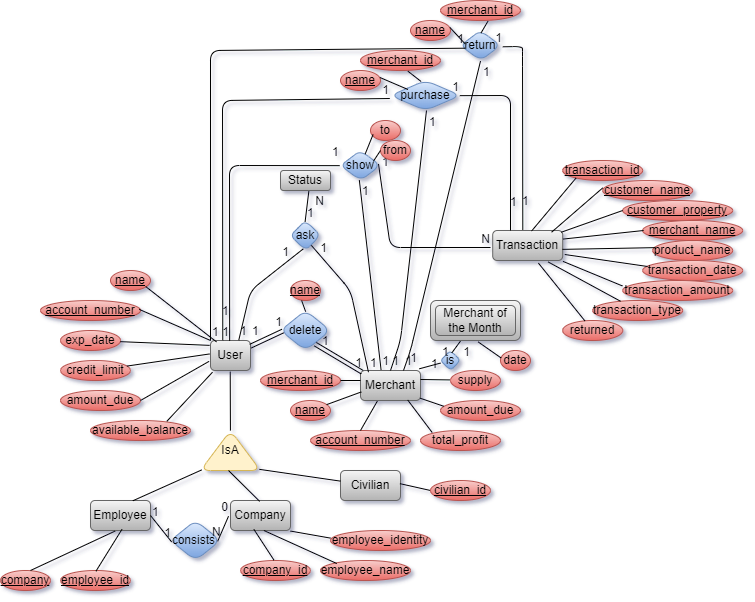 merchant_id
name
return
1
1
merchant_id
name
1
purchase
1
1
1
to
from
1
show
1
1
Status
N
1
ask
1
1
transaction_id
customer_name
customer_property
1
1
N
Transaction
merchant_name
product_name
transaction_date
transaction_amount
transaction_type
returned
name
account_number
exp_date
credit_limit
amount_due
available_balance
1
1
1
1
1
User
name
1
delete
1
Merchant of
the Month
1
is
1
1
date
1
1
1
1
1
1
Merchant
merchant_id
name
account_number
supply
amount_due
total_profit
IsA
Civilian
civilian_id
Employee
1
1
consists
N
0
Company
employee_identity
employee_name
company_id
company
employee_id